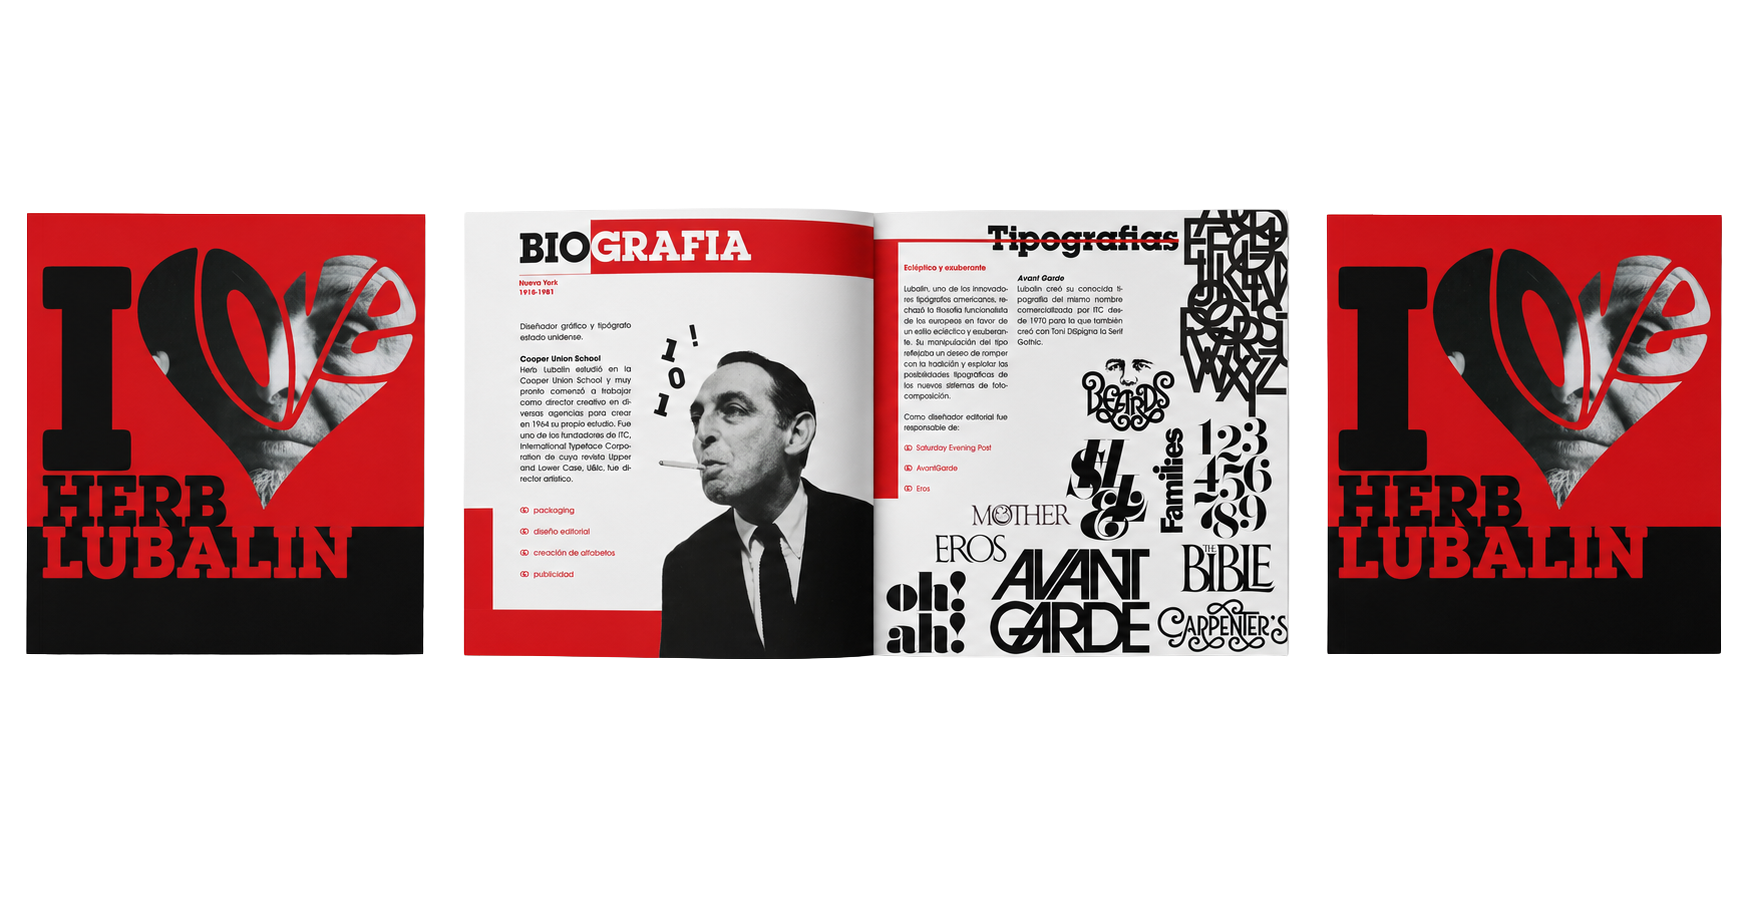 I Love
HERB
LUBALIN
BIOGRAFIA
Nueva York
1918-1981
Diseñador gráfico y tipógrafo
estado unidense.
Cooper Union School
Herb Lubalin estudió en la
Cooper Union School y muy
pronto comenzó a trabajar
como director creativo en di-
versas agencias para crear
en 1964 su propio estudio. Fue
uno de los fundadores de ITC,
International Typeface Corpo-
ration de cuya revista Upper
and Lower Case, U&lc, fue di-
rector artístico.
packaging
diseño editorial
creación de alfabetos
publicidad
!
1
0
1
Tipografias
Ecléptico y exuberante
Lubalin, uno de los innovado-
res tipógrafos americanos, re-
chazó la filosofia funcionalista
de los europeos en favor de
un estilo ecléctico y exuberan-
te. Su manipulación del tipo
reflejaba un deseo de romper
con la tradición y explotar las
posibilidades tipográficas de
los nuevos sistemas de foto-
composición.
Como diseñador editorial fue
responsable de:
Saturday Evening Post
AvantGarde
Eros
Avant Garde
Lubalin creó su conocida ti-
pografia del mismo nombre
comercializada por ITC des-
de 1970 para la que también
creó con Toni DiSpigna la Serif
Gothic.
BEARDS
Families
123
456
789
MOTHER
EROS
AVANT
GARDE
oh!
ah!
THE
BIBLE
CARPENTER'S
I Love
HERB
LUBALIN